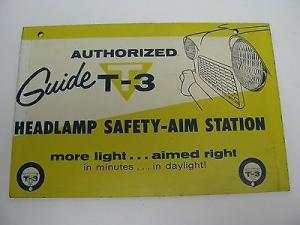 AUTHORIZED
Guide T-3
HEADLAMP SAFETY-AIM STATION
more light...aimed right
in minutes...in daylight!
T-3
T-3